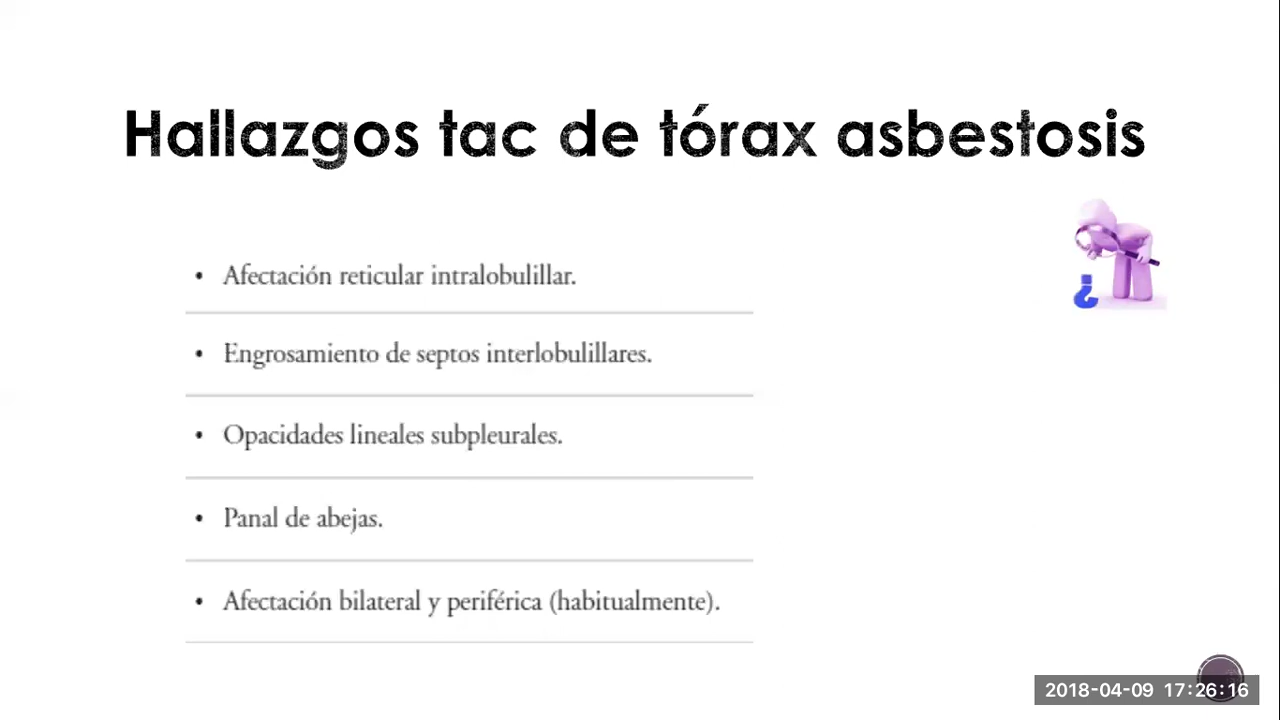 Hallazgos tac de tórax asbestosis
• Afectación reticular intralobulillar.
• Engrosamiento de septos interlobulillares.
• Opacidades lineales subpleurales.
• Panal de abejas.
• Afectación bilateral y periférica (habitualmente).
2018-04-09 17:26:16